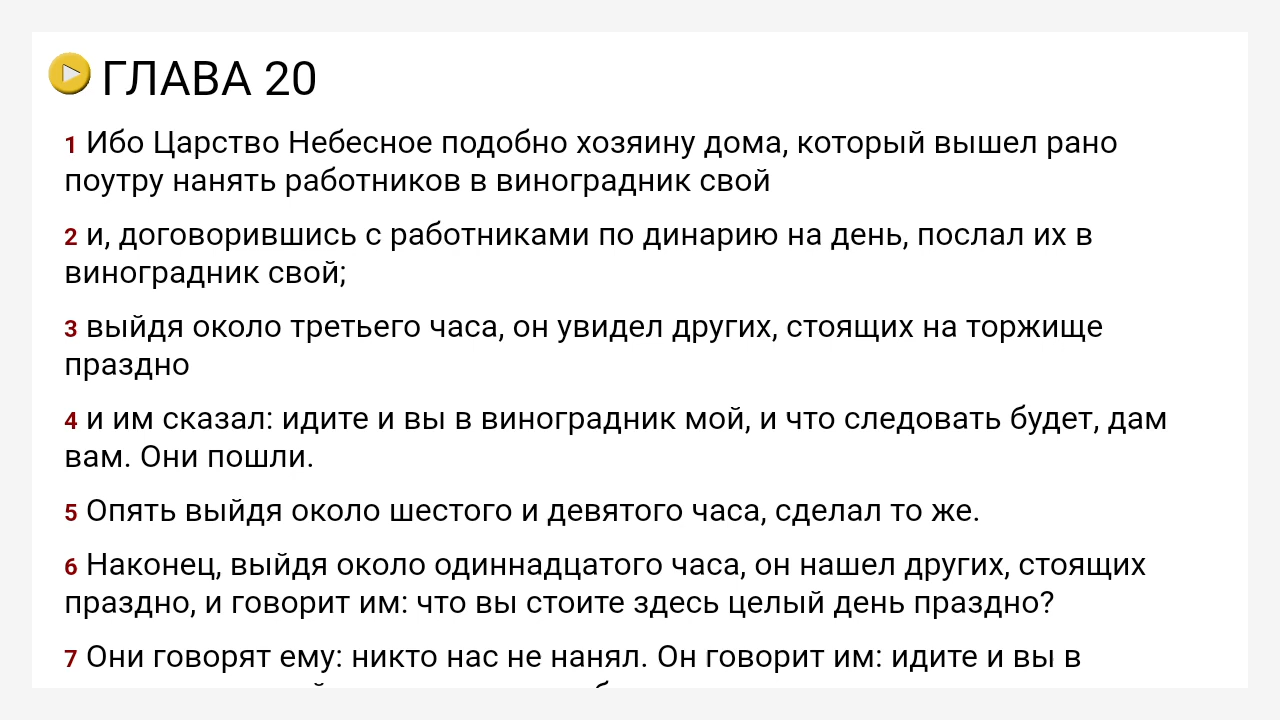 ГЛАВА 20
1 Ибо Царство Небесное подобно хозяину дома, который вышел рано
поутру нанять работников в виноградник свой
2 и, договорившись с работниками по динарию на день, послал их в
виноградник свой;
3 выйдя около третьего часа, он увидел других, стоящих на торжище
праздно
4 и им сказал: идите и вы в виноградник мой, и что следовать будет, дам
вам. Они пошли.
5 Опять выйдя около шестого и девятого часа, сделал то же.
6 Наконец, выйдя около одиннадцатого часа, он нашел других, стоящих
праздно, и говорит им: что вы стоите здесь целый день праздно?
7 Они говорят ему: никто нас не нанял. Он говорит им: идите и вы в